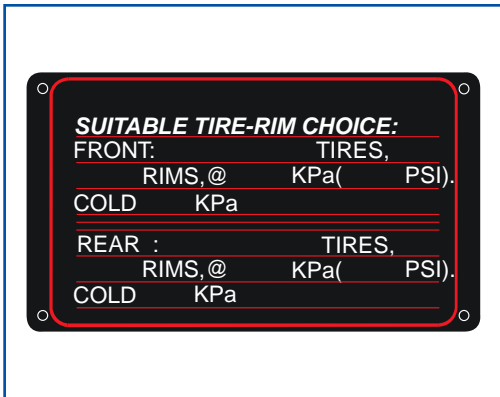 SUITABLE TIRE-RIM CHOICE:
FRONT: TIRES,
RIMS,@ KPa( PSI).
COLD KPa
REAR : TIRES,
RIMS,@ KPa( PSI).
COLD KPa